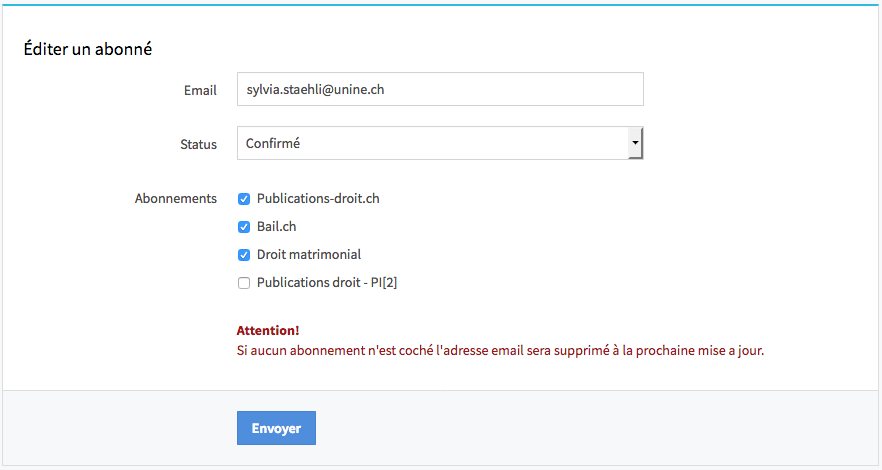 Éditer un abonné
Email
sylvia.staehli@unine.ch
Status
Confirmé
Abonnements
Publications-droit.ch
Bail.ch
Droit matrimonial
Publications droit - PI[2]
Attention!
Si aucun abonnement n'est coché l'adresse email sera supprimé à la prochaine mise a jour.
Envoyer